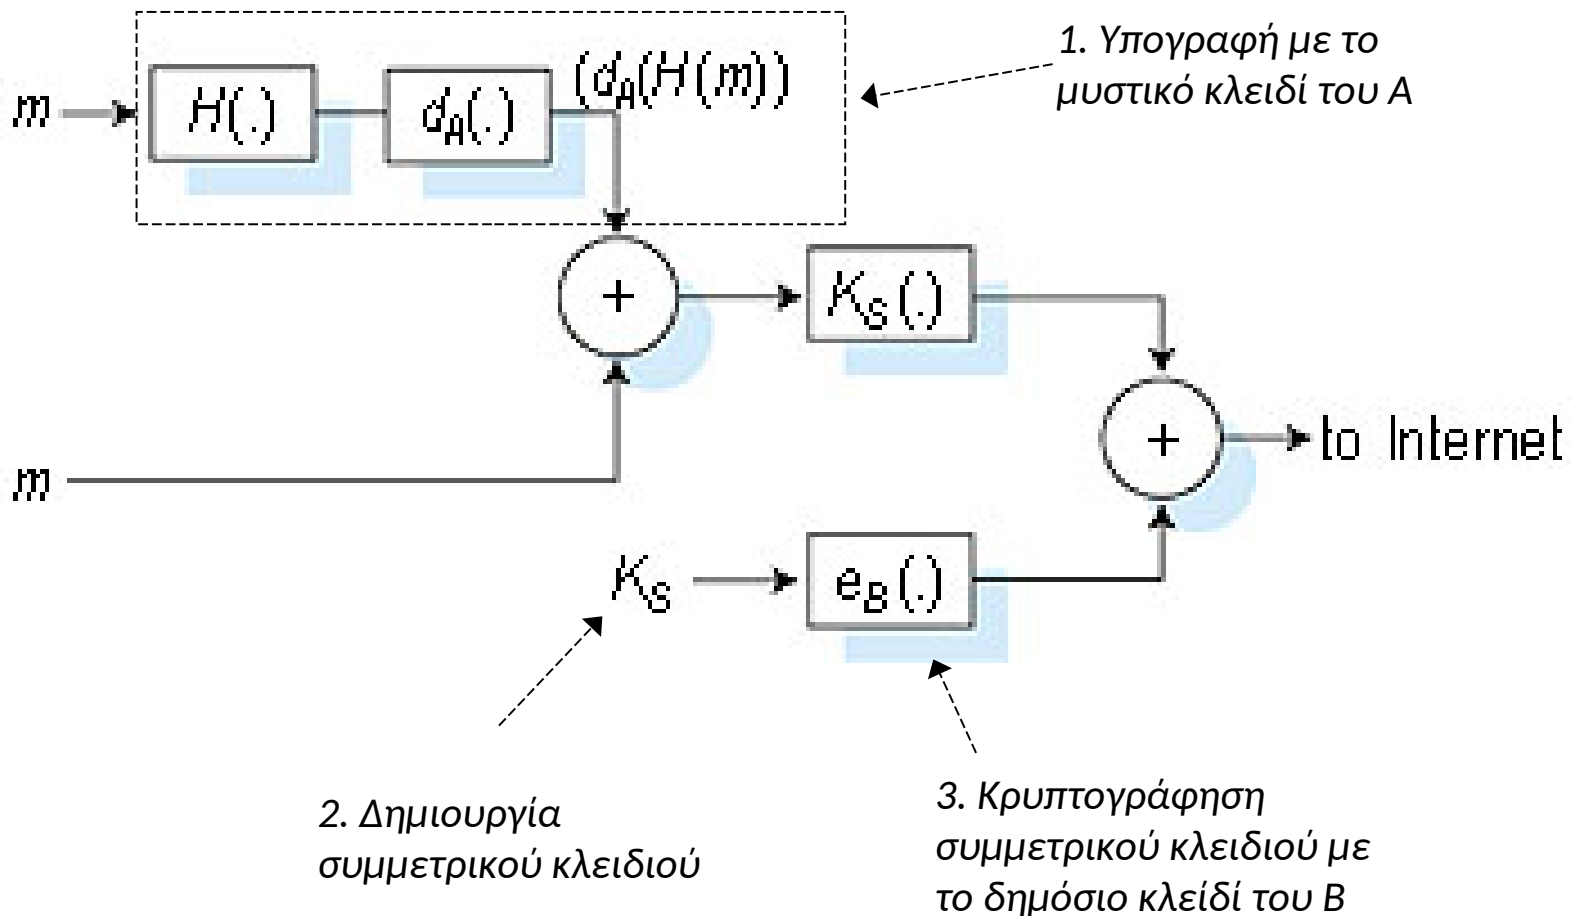 1. Υπογραφή με το
μυστικό κλειδί του Α
m
H(.)
dA(.)
(dA(H(m))
+
KS(.)
+
to Internet
m
KS
eB(.)
2. Δημιουργία
συμμετρικού κλειδιού
3. Κρυπτογράφηση
συμμετρικού κλειδιού με
το δημόσιο κλείδί του Β